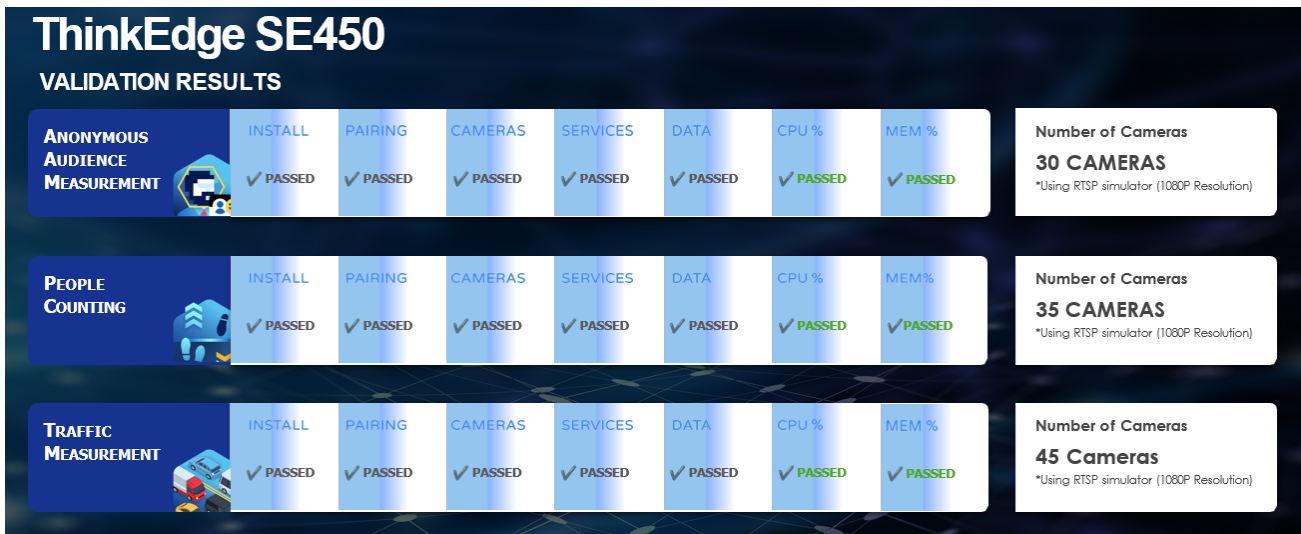 ThinkEdge SE450
VALIDATION RESULTS
ANONYMOUS
AUDIENCE
MEASUREMENT
INSTALL PAIRING CAMERAS SERVICES DATA CPU % MEM %
✔ PASSED ✔ PASSED ✔ PASSED ✔ PASSED ✔ PASSED ✔ PASSED ✔ PASSED
Number of Cameras
30 CAMERAS
*Using RTSP simulator (1080P Resolution)
PEOPLE
COUNTING
INSTALL PAIRING CAMERAS SERVICES DATA CPU % MEM%
✔ PASSED ✔ PASSED ✔ PASSED ✔ PASSED ✔ PASSED ✔ PASSED ✔PASSED
Number of Cameras
35 CAMERAS
*Using RTSP simulator (1080P Resolution)
TRAFFIC
MEASUREMENT
INSTALL PAIRING CAMERAS SERVICES DATA CPU % MEM %
✔ PASSED ✔ PASSED ✔ PASSED ✔ PASSED ✔ PASSED ✔ PASSED ✔ PASSED
Number of Cameras
45 Cameras
*Using RTSP simulator (1080P Resolution)